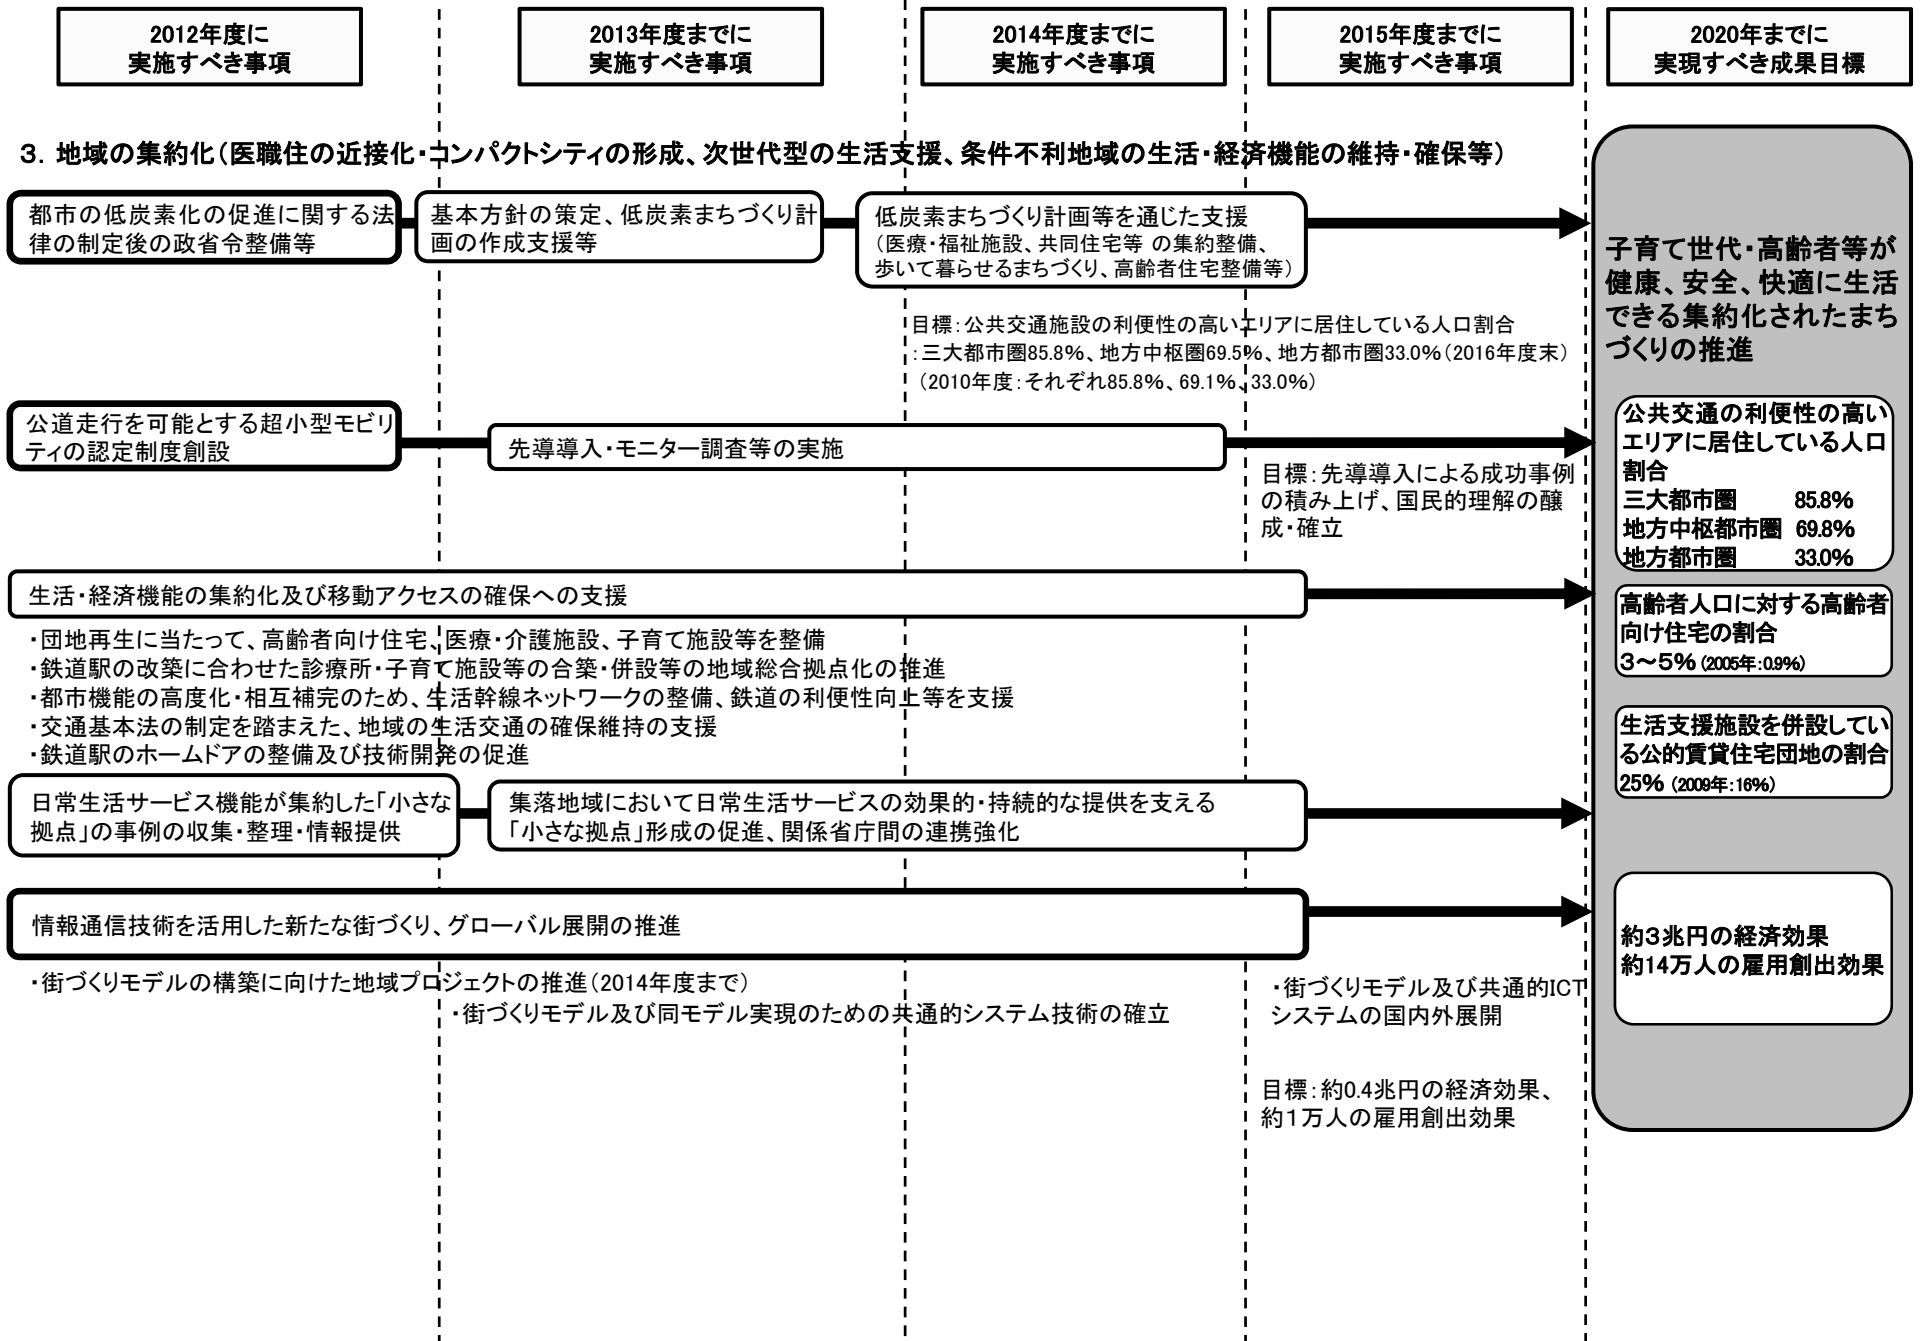 2012年度に
実施すべき事項
2013年度までに
実施すべき事項
2014年度までに
実施すべき事項
2015年度までに
実施すべき事項
2020年までに
実現すべき成果目標
３．地域の集約化（医職住の近接化・コンパクトシティの形成、次世代型の生活支援、条件不利地域の生活・経済機能の維持・確保等）
都市の低炭素化の促進に関する法
律の制定後の政省令整備等
基本方針の策定、低炭素まちづくり計
画の作成支援等
低炭素まちづくり計画等を通じた支援
（医療・福祉施設、共同住宅等 の集約整備、
歩いて暮らせるまちづくり、高齢者住宅整備等）
目標：公共交通施設の利便性の高いエリアに居住している人口割合
：三大都市圏85.8％、地方中枢圏69.5％、地方都市圏33.0％（2016年度末）
（2010年度：それぞれ85.8％、69.1％、33.0％）
公道走行を可能とする超小型モビリ
ティの認定制度創設
先導導入・モニター調査等の実施
目標：先導導入による成功事例
の積み上げ、国民的理解の醸
成・確立
生活・経済機能の集約化及び移動アクセスの確保への支援
・団地再生に当たって、高齢者向け住宅、医療・介護施設、子育て施設等を整備
・鉄道駅の改築に合わせた診療所・子育て施設等の合築・併設等の地域総合拠点化の推進
・都市機能の高度化・相互補完のため、生活幹線ネットワークの整備、鉄道の利便性向上等を支援
・交通基本法の制定を踏まえた、地域の生活交通の確保維持の支援
・鉄道駅のホームドアの整備及び技術開発の促進
日常生活サービス機能が集約した「小さな
拠点」の事例の収集・整理・情報提供
集落地域において日常生活サービスの効果的・持続的な提供を支える
「小さな拠点」形成の促進、関係省庁間の連携強化
情報通信技術を活用した新たな街づくり、グローバル展開の推進
・街づくりモデルの構築に向けた地域プロジェクトの推進（2014年度まで）
・街づくりモデル及び同モデル実現のための共通的システム技術の確立
・街づくりモデル及び共通的ICT
システムの国内外展開
目標：約0.4兆円の経済効果、
約１万人の雇用創出効果
子育て世代・高齢者等が
健康、安全、快適に生活
できる集約化されたまち
づくりの推進
公共交通の利便性の高い
エリアに居住している人口
割合
三大都市圏 85.8%
地方中枢都市圏 69.8%
地方都市圏 33.0%
高齢者人口に対する高齢者
向け住宅の割合
３～５％（2005年：0.9%）
生活支援施設を併設してい
る公的賃貸住宅団地の割合
25%（2009年：16%）
約３兆円の経済効果
約14万人の雇用創出効果